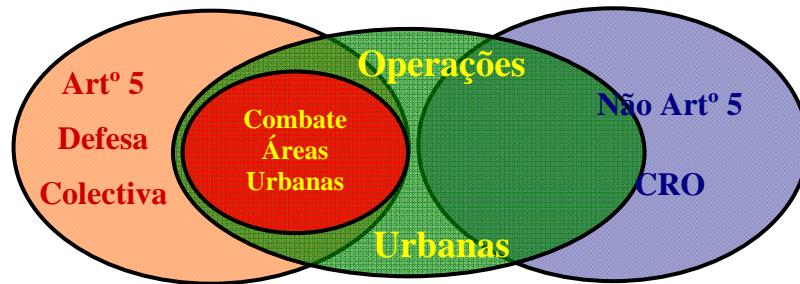 Artº 5
Defesa
Colectiva
Operações
Urbanas
Combate
Áreas
Urbanas
Não Artº 5
CRO